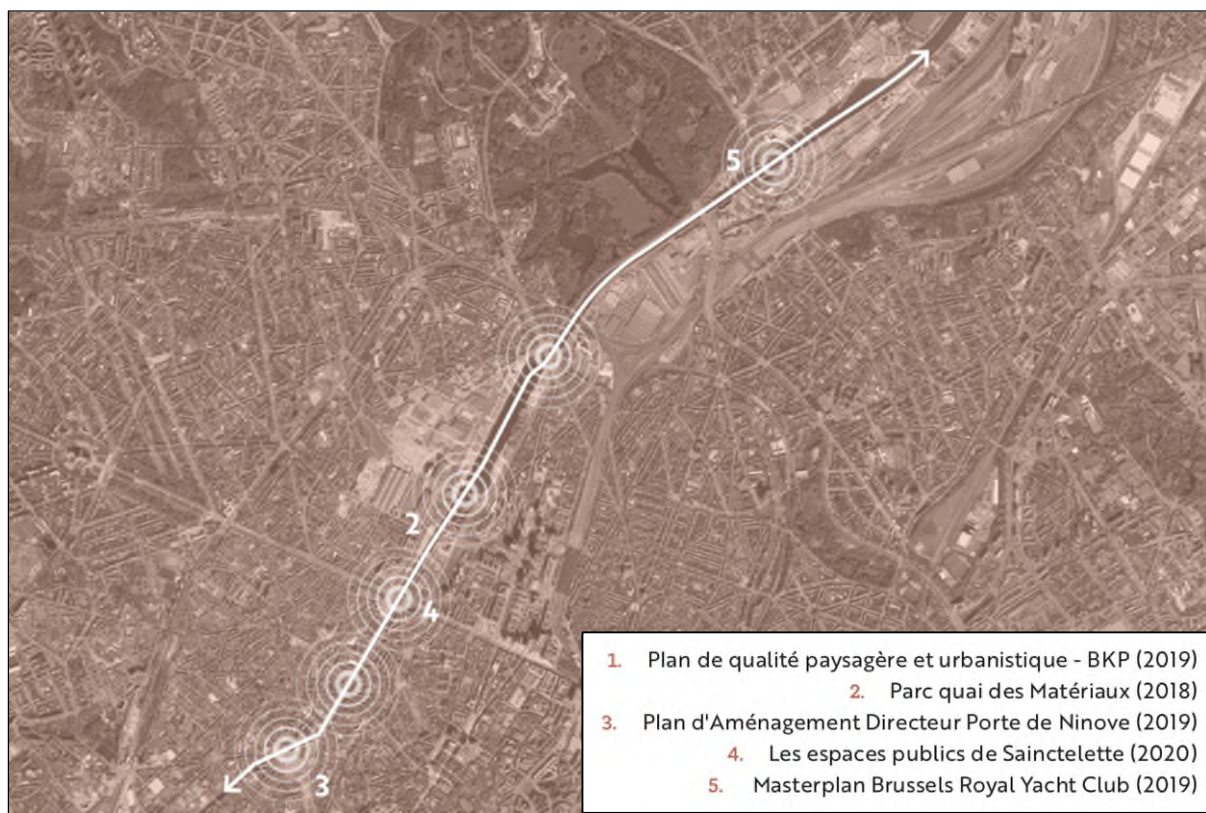 5
2
4
3
1. Plan de qualité paysagère et urbanistique - BKP (2019)
2. Parc quai des Matériaux (2018)
3. Plan d'Aménagement Directeur Porte de Ninove (2019)
4. Les espaces publics de Sainctelette (2020)
5. Masterplan Brussels Royal Yacht Club (2019)